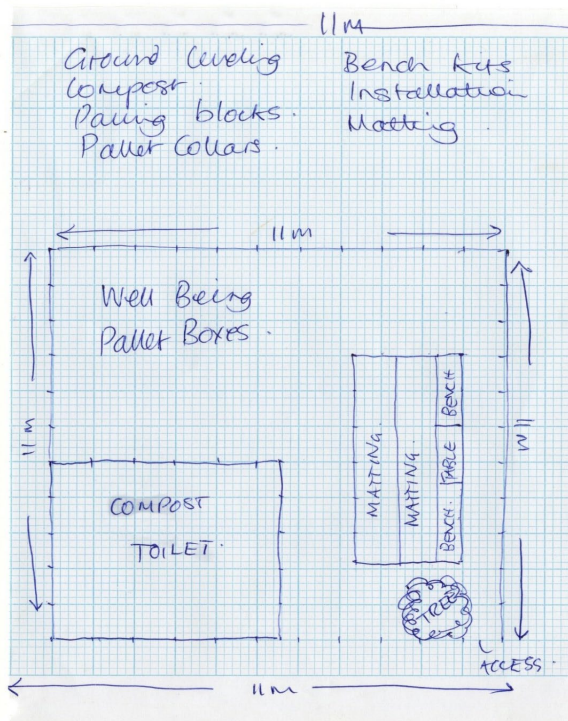 11m
Ground leveling
Compost.
Paving blocks.
Pallet Collars.
Bench Kits
Installation
Matting.
11m
Well Being
Pallet Boxes.
11m
11m
MATTING.
MATTING
BENCH
TABLE
BENCH.
COMPOST
TOILET.
TREE
ACCESS.
11m